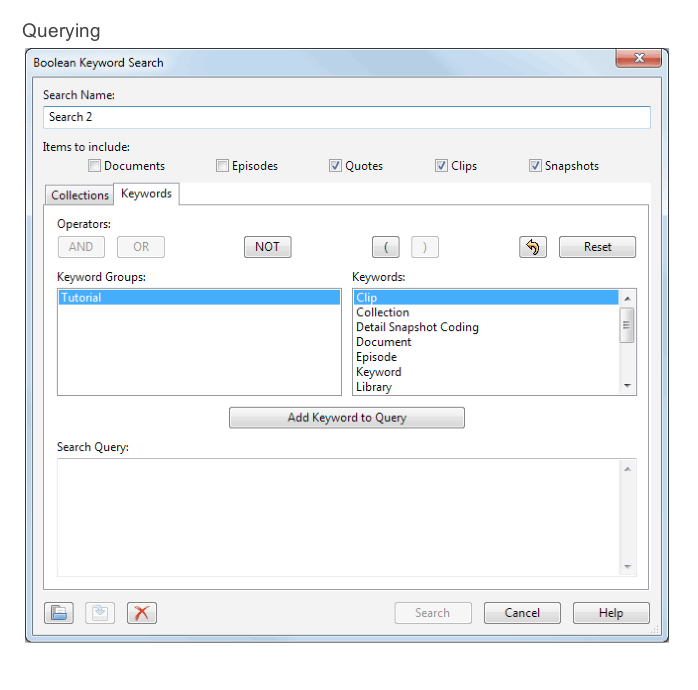 Querying
Boolean Keyword Search
Search Name:
Search 2
Items to include:
Documents Episodes Quotes Clips Snapshots
Collections Keywords
Operators:
AND OR NOT ( ) Reset
Keyword Groups: Keywords:
Tutorial Clip
Collection
Detail Snapshot Coding
Document
Episode
Keyword
Library
Add Keyword to Query
Search Query:
Search Cancel Help